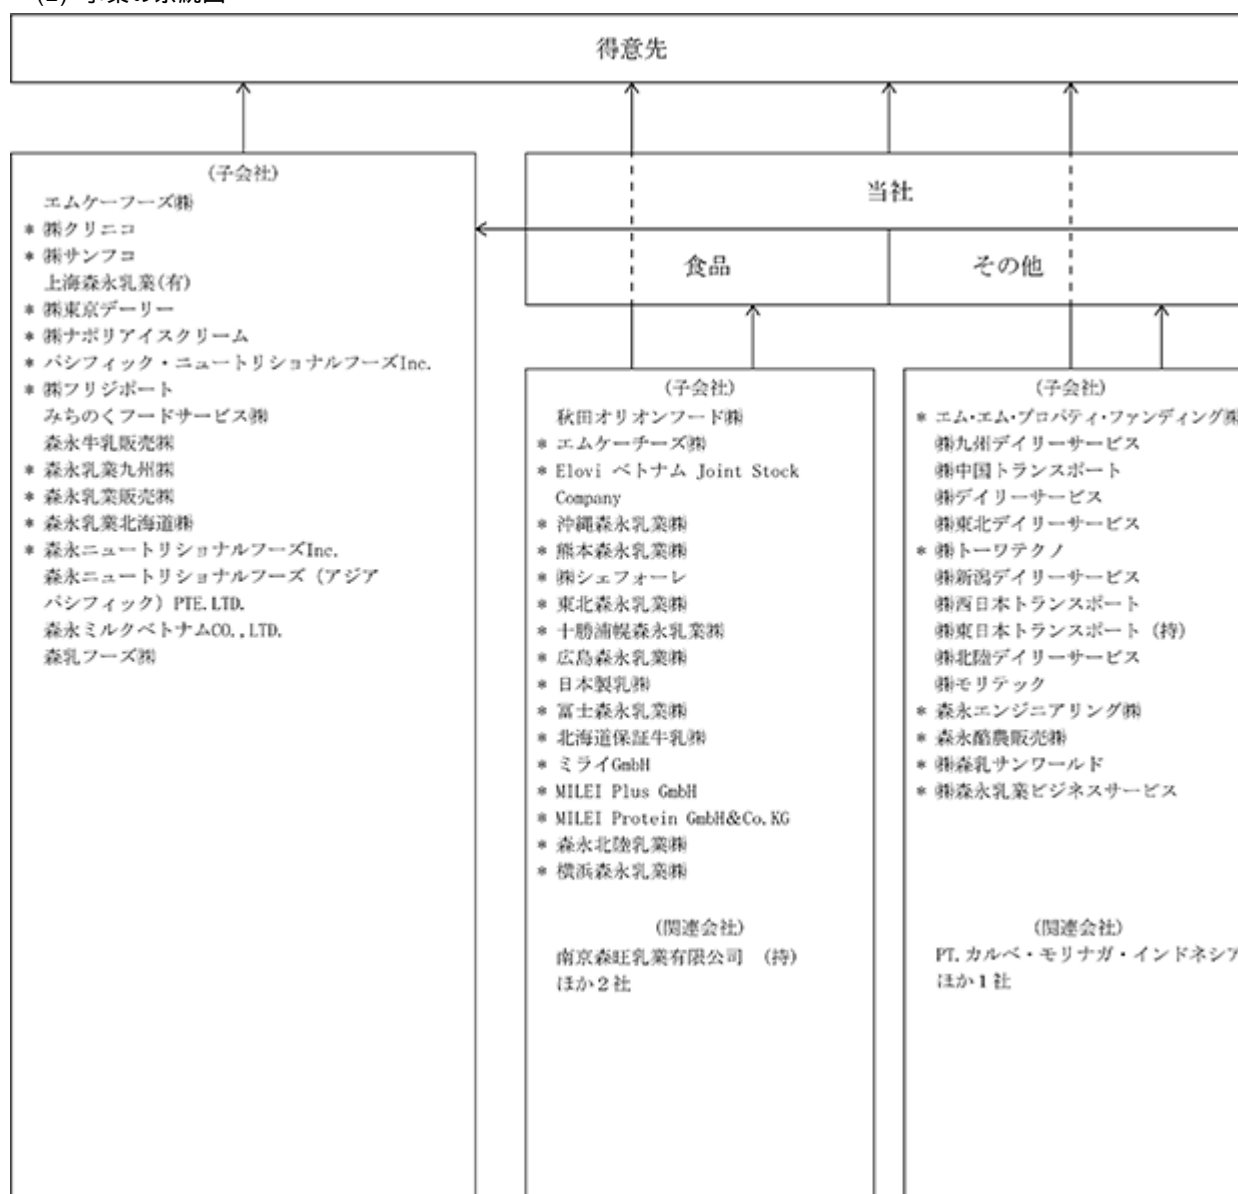 得意先
(子会社)
エムケーフーズ㈱
* ㈱クリニコ
* ㈱サンフコ
上海森永乳業(有)
* ㈱東京デーリー
* ㈱ナポリアイスクリーム
* パシフィック・ニュートリショナルフーズInc.
* ㈱フリジポート
みちのくフードサービス㈱
森永牛乳販売㈱
* 森永乳業九州㈱
* 森永乳業販売㈱
* 森永乳業北海道㈱
* 森永ニュートリショナルフーズInc.
森永ニュートリショナルフーズ（アジア
パシフィック）PTE.LTD.
森永ミルクベトナムCO.,LTD.
森乳フーズ㈱
当社
食品
その他
(子会社)
秋田オリオンフード㈱
* エムケーチーズ㈱
* Elovi ベトナム Joint Stock
Company
* 沖縄森永乳業㈱
* 熊本森永乳業㈱
* ㈱シェフォーレ
* 東北森永乳業㈱
* 十勝浦幌森永乳業㈱
* 広島森永乳業㈱
* 日本製乳㈱
* 冨士森永乳業㈱
* 北海道保証牛乳㈱
* ミライGmbH
* MILEI Plus GmbH
* MILEI Protein GmbH&Co.KG
* 森永北陸乳業㈱
* 横浜森永乳業㈱
(関連会社)
南京森旺乳業有限公司 （持）
ほか２社
(子会社)
* エム・エム・プロパティ・ファンディング㈱
㈱九州デイリーサービス
㈱中国トランスポート
㈱デイリーサービス
㈱東北デイリーサービス
* ㈱トーワテクノ
㈱新潟デイリーサービス
㈱西日本トランスポート
㈱東日本トランスポート（持）
㈱北陸デイリーサービス
㈱モリテック
* 森永エンジニアリング㈱
* 森永酪農販売㈱
* ㈱森乳サンワールド
* ㈱森永乳業ビジネスサービス
(関連会社)
PT.カルベ・モリナガ・インドネシア
ほか１社